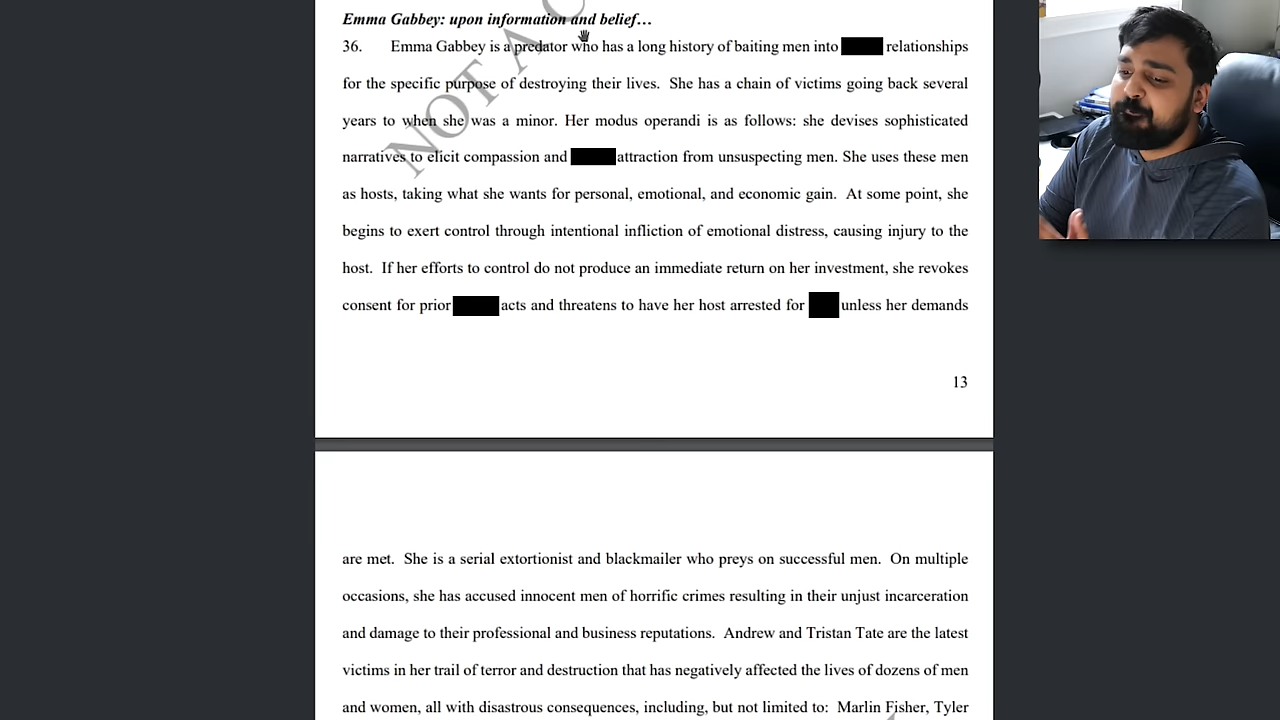 Emma Gabbey: upon information and belief…
36. Emma Gabbey is a predator who has a long history of baiting men into relationships
for the specific purpose of destroying their lives. She has a chain of victims going back several
years to when she was a minor. Her modus operandi is as follows: she devises sophisticated
narratives to elicit compassion and attraction from unsuspecting men. She uses these men
as hosts, taking what she wants for personal, emotional, and economic gain. At some point, she
begins to exert control through intentional infliction of emotional distress, causing injury to the
host. If her efforts to control do not produce an immediate return on her investment, she revokes
consent for prior acts and threatens to have her host arrested for unless her demands
13
are met. She is a serial extortionist and blackmailer who preys on successful men. On multiple
occasions, she has accused innocent men of horrific crimes resulting in their unjust incarceration
and damage to their professional and business reputations. Andrew and Tristan Tate are the latest
victims in her trail of terror and destruction that has negatively affected the lives of dozens of men
and women, all with disastrous consequences, including, but not limited to: Marlin Fisher, Tyler
NOT A C